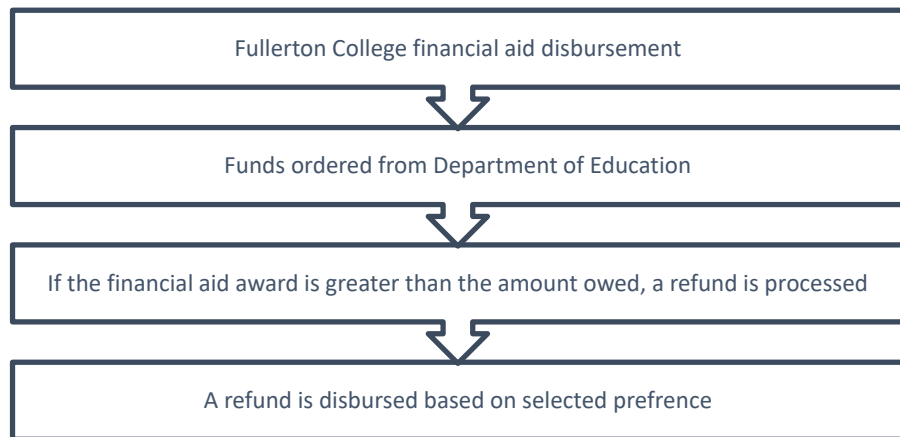 Fullerton College financial aid disbursement
Funds ordered from Department of Education
If the financial aid award is greater than the amount owed, a refund is processed
A refund is disbursed based on selected prefrence